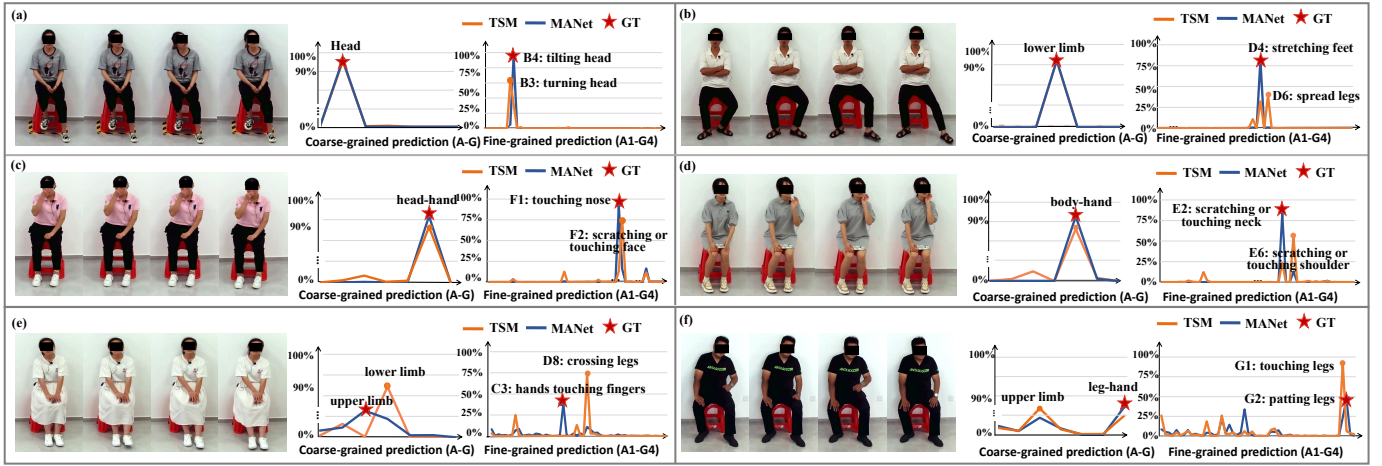 (a)
TSM MANet GT
Head
100%
90%
0%
Coarse-grained prediction (A-G)
100%
75%
50%
25%
0%
B4: tilting head
B3: turning head
Fine-grained prediction (A1-G4)
(b)
TSM MANet GT
lower limb
100%
90%
0%
Coarse-grained prediction (A-G)
D4: stretching feet
100%
75%
50%
25%
0%
D6: spread legs
Fine-grained prediction (A1-G4)
(c)
TSM MANet GT
head-hand
100%
90%
0%
Coarse-grained prediction (A-G)
100%
75%
50%
25%
0%
F1: touching nose
F2: scratching or
touching face
Fine-grained prediction (A1-G4)
(d)
TSM MANet GT
body-hand
100%
90%
0%
Coarse-grained prediction (A-G)
100%
75%
50%
25%
0%
E2: scratching or
touching neck
E6: scratching or
touching shoulder
Fine-grained prediction (A1-G4)
(e)
TSM MANet GT
100%
90%
0%
lower limb
upper limb
Coarse-grained prediction (A-G)
100%
75%
50%
25%
0%
D8: crossing legs
C3: hands touching fingers
Fine-grained prediction (A1-G4)
(f)
TSM MANet GT
100%
90%
0%
upper limb
leg-hand
Coarse-grained prediction (A-G)
100%
75%
50%
25%
0%
G1: touching legs
G2: patting legs
Fine-grained prediction (A1-G4)